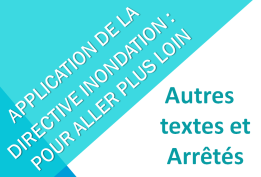 APPLICATION DE LA
DIRECTIVE INONDATION :
POUR ALLER PLUS LOIN
Autres
textes et
Arrêtés